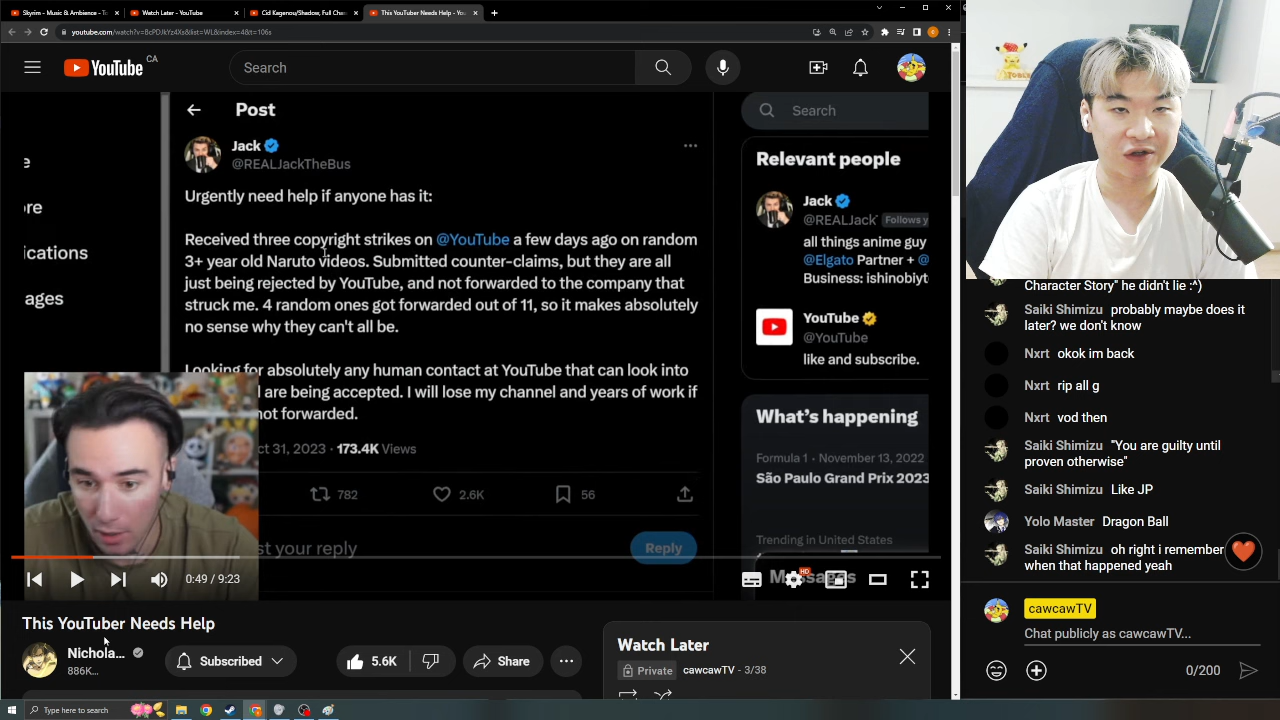 Skyrim - Music & Ambience - 
Watch Later - YouTube
Cid Kagenou/Shadow, Full Char
This YouTuber Needs Help - You
youtube.com/watch?v=BcPDJkYz4Xs&list=WL&index=4&t=106s
YouTube CA
Search
Post
Search
Jack
@REALJackTheBus
Urgently need help if anyone has it:
Received three copyright strikes on @YouTube a few days ago on random
3+ year old Naruto videos. Submitted counter-claims, but they are all
just being rejected by YouTube, and not forwarded to the company that
struck me. 4 random ones got forwarded out of 11, so it makes absolutely
no sense why they can't all be.
Looking for absolutely any human contact at YouTube that can look into
are being accepted. I will lose my channel and years of work if
not forwarded.
ct 31, 2023 · 173.4K Views
782
2.6K
56
st your reply
Reply
e
re
ications
ages
Relevant people
Jack
@REALJack Follows y
all things anime guy
@Elgato Partner + @
Business: ishinobiyt
YouTube
@YouTube
like and subscribe.
What's happening
Formula 1 · November 13, 2022
São Paulo Grand Prix 2023
Trending in United States
Messages
0:49 / 9:23
HD
This YouTuber Needs Help
Nichola...
886K...
Subscribed
5.6K
Share
Watch Later
Private cawcawTV - 3/38
Type here to search
Character Story" he didn't lie :^)
Saiki Shimizu probably maybe does it
later? we don't know
Nxrt okok im back
Nxrt rip all g
Nxrt vod then
Saiki Shimizu "You are guilty until
proven otherwise"
Saiki Shimizu Like JP
Yolo Master Dragon Ball
Saiki Shimizu oh right i remember
when that happened yeah
cawcawTV
Chat publicly as cawcawTV...
0/200